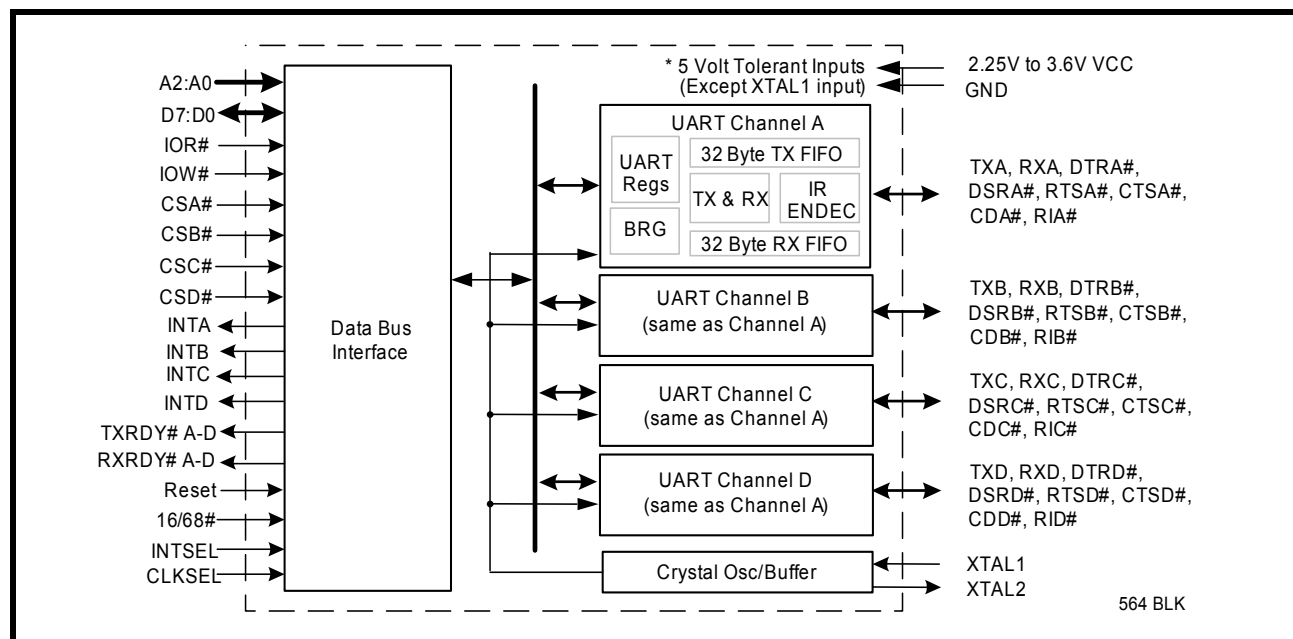 A2:A0
D7:D0
IOR#
IOW#
CSA#
CSB#
CSC#
CSD#
INTA
INTB
INTC
INTD
TXRDY# A-D
RXRDY# A-D
Reset
16/68#
INTSEL
CLKSEL
Data Bus
Interface
* 5 Volt Tolerant Inputs
(Except XTAL1 input)
2.25V to 3.6V VCC
GND
UART Channel A
UART
Regs
BRG
32 Byte TX FIFO
TX & RX
IR
ENDEC
32 Byte RX FIFO
TXA, RXA, DTRA#,
DSRA#, RTSA#, CTSA#,
CDA#, RIA#
UART Channel B
(same as Channel A)
TXB, RXB, DTRB#,
DSRB#, RTSB#, CTSB#,
CDB#, RIB#
UART Channel C
(same as Channel A)
TXC, RXC, DTRC#,
DSRC#, RTSC#, CTSC#,
CDC#, RIC#
UART Channel D
(same as Channel A)
TXD, RXD, DTRD#,
DSRD#, RTSD#, CTSD#,
CDD#, RID#
Crystal Osc/Buffer
XTAL1
XTAL2
564 BLK